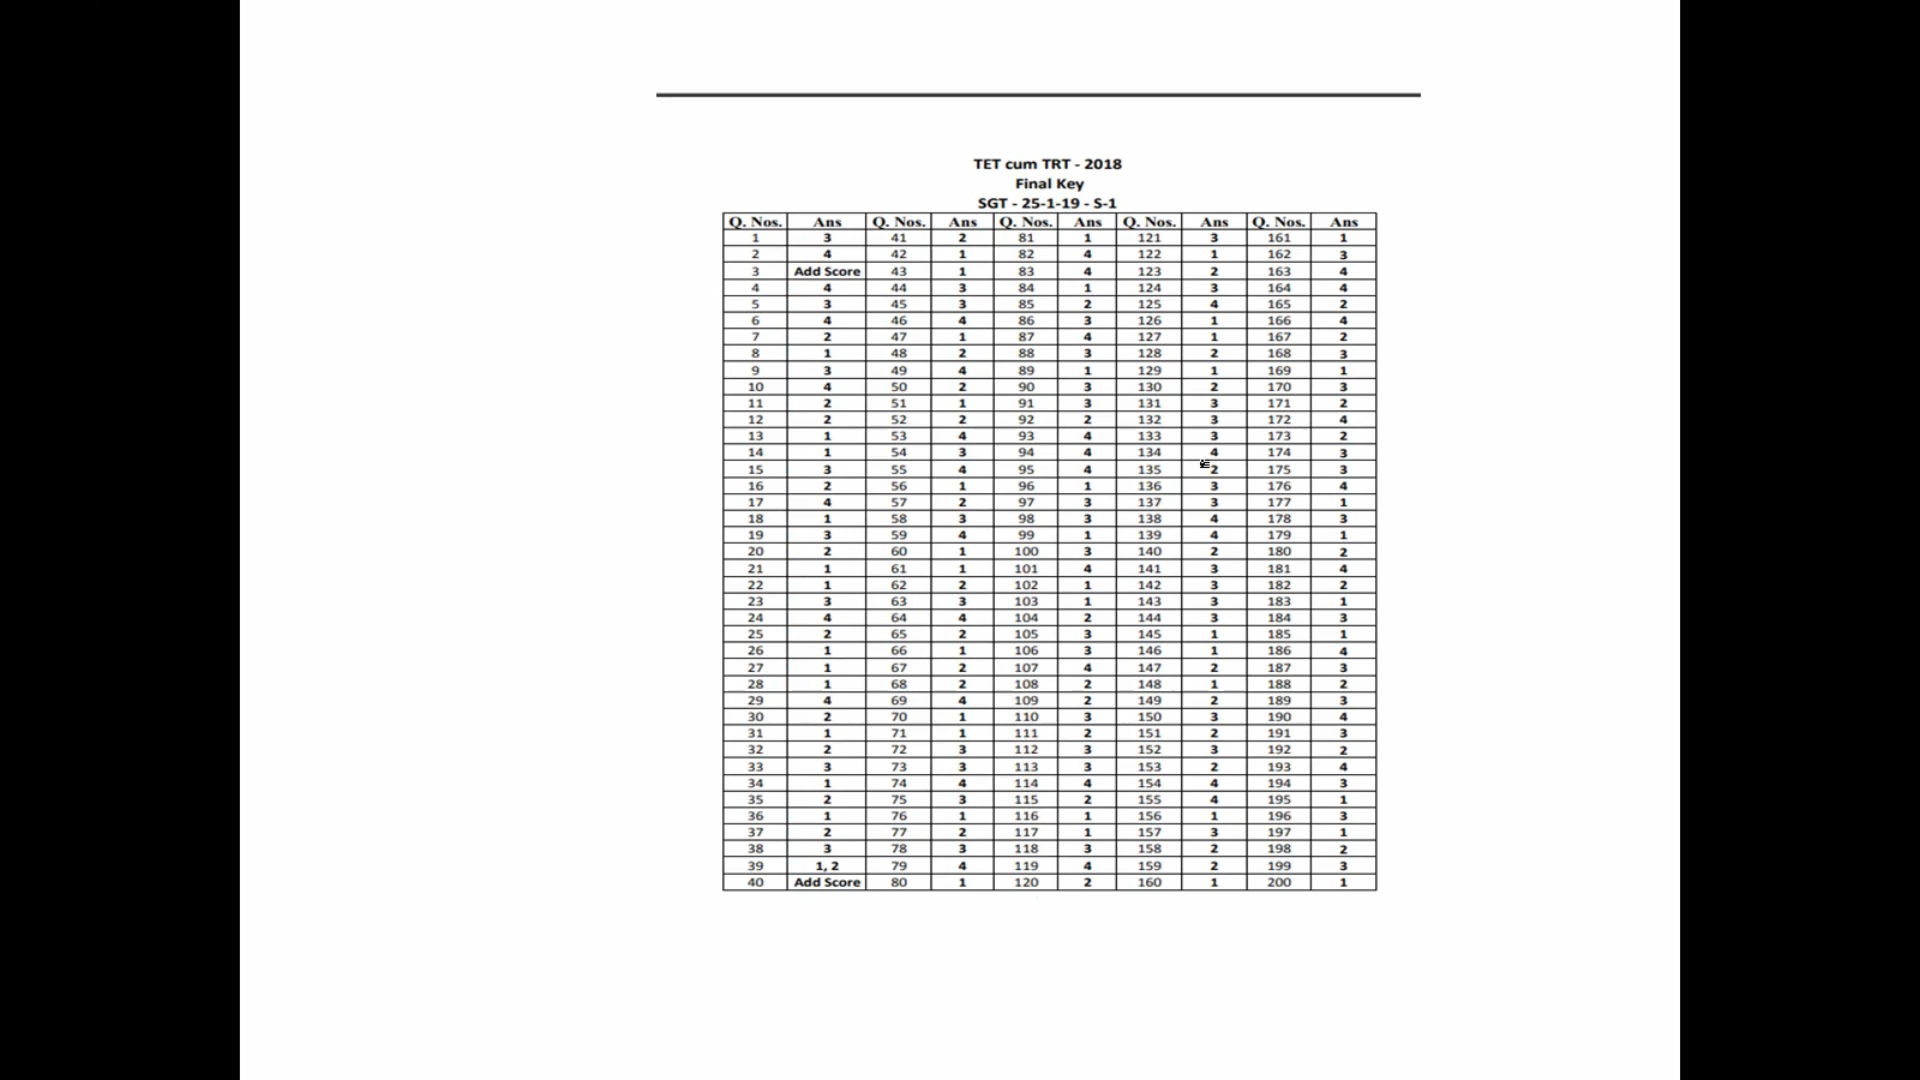 TET cum TRT - 2018
Final Key
SGT - 25-1-19 - S-1
Q. Nos. Ans Q. Nos. Ans Q. Nos. Ans Q. Nos. Ans Q. Nos. Ans
1 3 41 2 81 1 121 3 161 1
2 4 42 1 82 4 122 1 162 3
3 Add Score 43 1 83 4 123 2 163 4
4 4 44 3 84 1 124 3 164 4
5 3 45 3 85 2 125 4 165 2
6 4 46 4 86 3 126 1 166 4
7 2 47 1 87 4 127 1 167 2
8 1 48 2 88 3 128 2 168 3
9 3 49 4 89 1 129 1 169 1
10 4 50 2 90 3 130 2 170 3
11 2 51 1 91 3 131 3 171 2
12 2 52 2 92 2 132 3 172 4
13 1 53 4 93 4 133 3 173 2
14 1 54 3 94 4 134 4 174 3
15 3 55 4 95 4 135 2 175 3
16 2 56 1 96 1 136 3 176 4
17 4 57 2 97 3 137 3 177 1
18 1 58 3 98 3 138 4 178 3
19 3 59 4 99 1 139 4 179 1
20 2 60 1 100 3 140 2 180 2
21 1 61 1 101 4 141 3 181 4
22 1 62 2 102 1 142 3 182 2
23 3 63 3 103 1 143 3 183 1
24 4 64 4 104 2 144 3 184 3
25 2 65 2 105 3 145 1 185 1
26 1 66 1 106 3 146 1 186 4
27 1 67 2 107 4 147 2 187 3
28 1 68 2 108 2 148 1 188 2
29 4 69 4 109 2 149 2 189 3
30 2 70 1 110 3 150 3 190 4
31 1 71 1 111 2 151 2 191 3
32 2 72 3 112 3 152 3 192 2
33 3 73 3 113 3 153 2 193 4
34 1 74 4 114 4 154 4 194 3
35 2 75 3 115 2 155 4 195 1
36 1 76 1 116 1 156 1 196 3
37 2 77 2 117 1 157 3 197 1
38 3 78 3 118 3 158 2 198 2
39 1, 2 79 4 119 4 159 2 199 3
40 Add Score 80 1 120 2 160 1 200 1